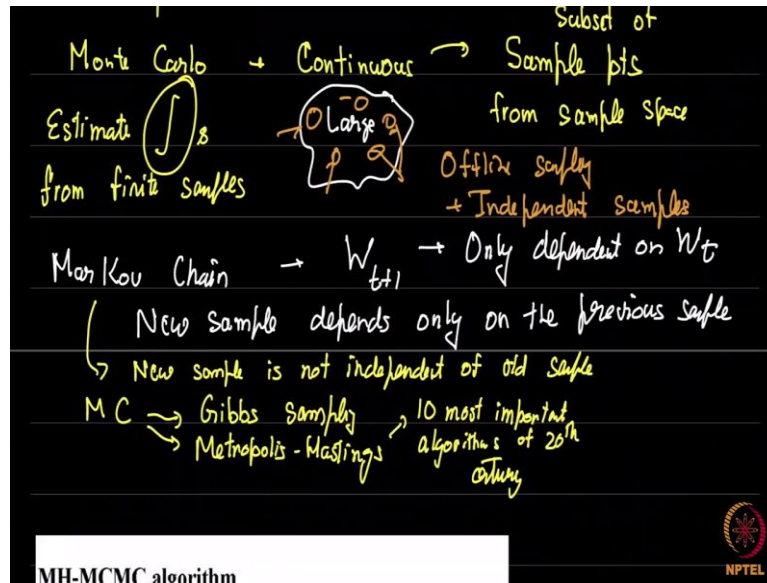 Subset of
Monte Carlo + Continuous → Sample pts
from sample space
Estimate ∫s
Large
from finite samples
Offline sampling
+ Independent samples
Markov Chain → W_{t+1} → Only dependent on W_t
New sample depends only on the previous sample
↳ New sample is not independent of old sample
MC → Gibbs Sampling
→ Metropolis-Hastings
10 most important
algorithms of 20th
century
NPTEL
MH-MCMC algorithm